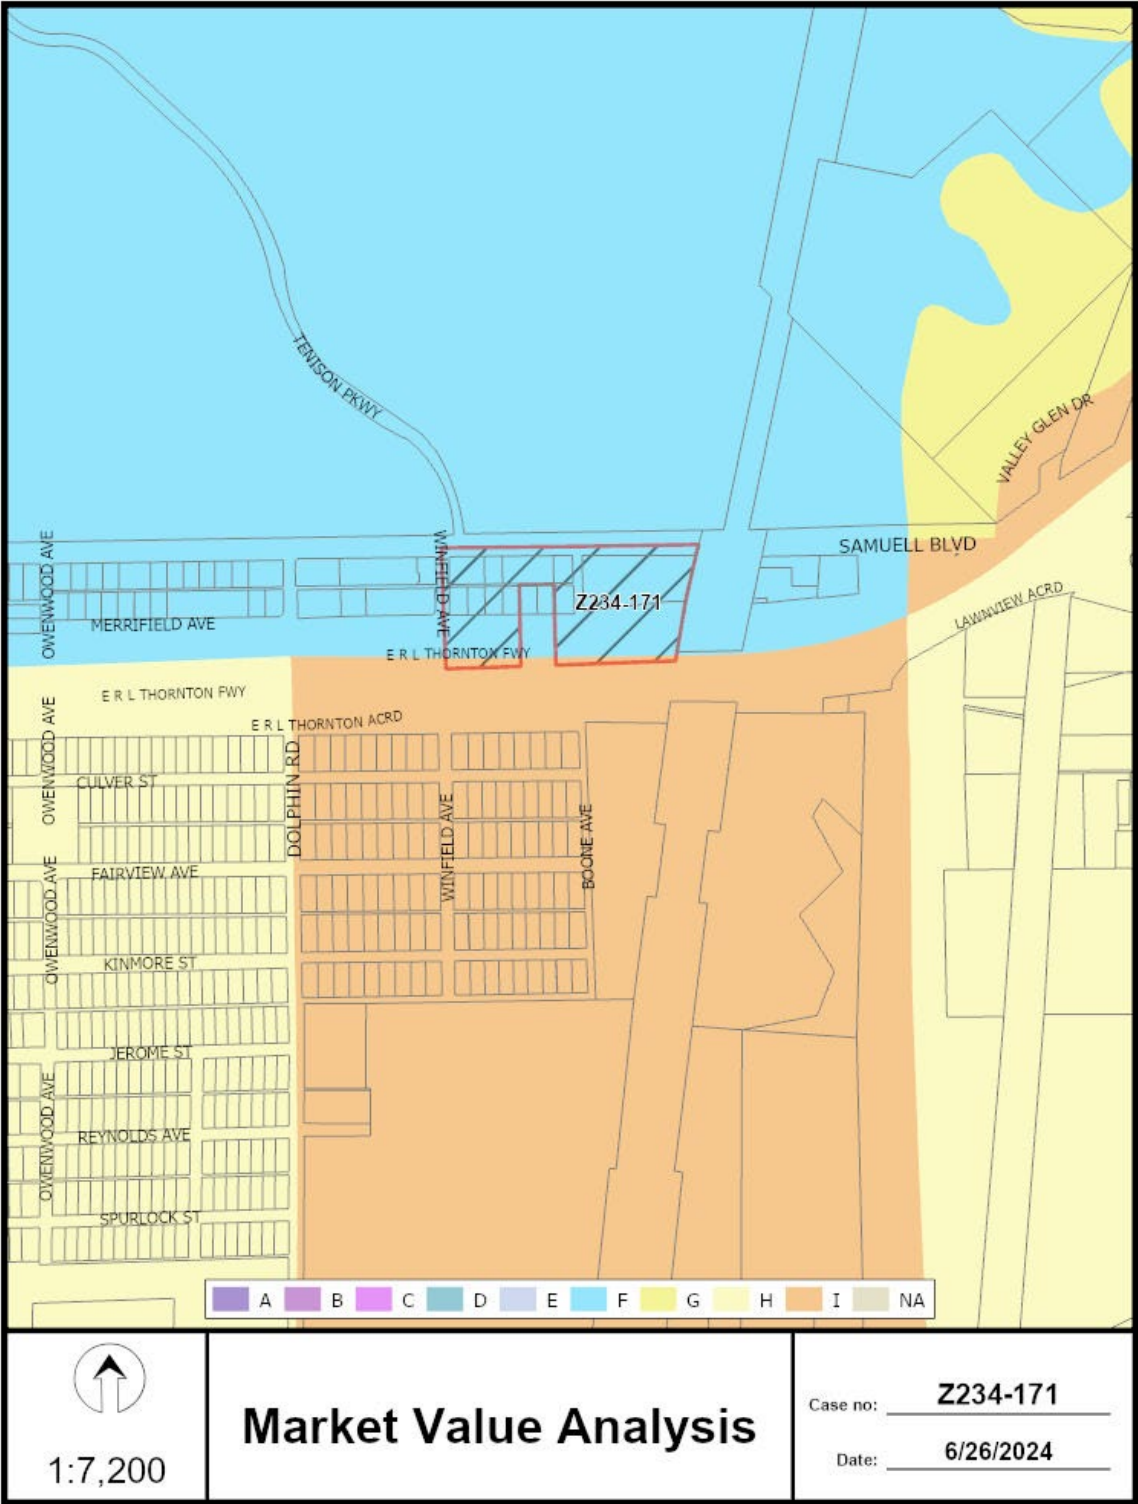 TENISON PKWY
VALLEY GLEN DR
OWENWOOD AVE
WINFIELD AVE
SAMUELL BLVD
Z234-171
LAWNVIEW ACRD
MERRIFIELD AVE
E R L THORNTON FWY
E R L THORNTON FWY
E R L THORNTON ACRD
OWENWOOD AVE
DOLPHIN RD
CULVER ST
WINFIELD AVE
BOONE AVE
FAIRVIEW AVE
OWENWOOD AVE
KINMORE ST
JEROME ST
OWENWOOD AVE
REYNOLDS AVE
SPURLOCK ST
A B C D E F G H I NA
1:7,200
Market Value Analysis
Case no: Z234-171
Date: 6/26/2024